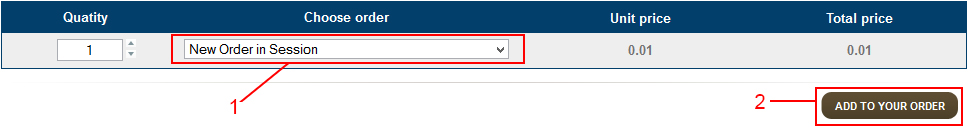 Quatity Choose order Unit price Total price
1 New Order in Session 0.01 0.01
1
2 ADD TO YOUR ORDER